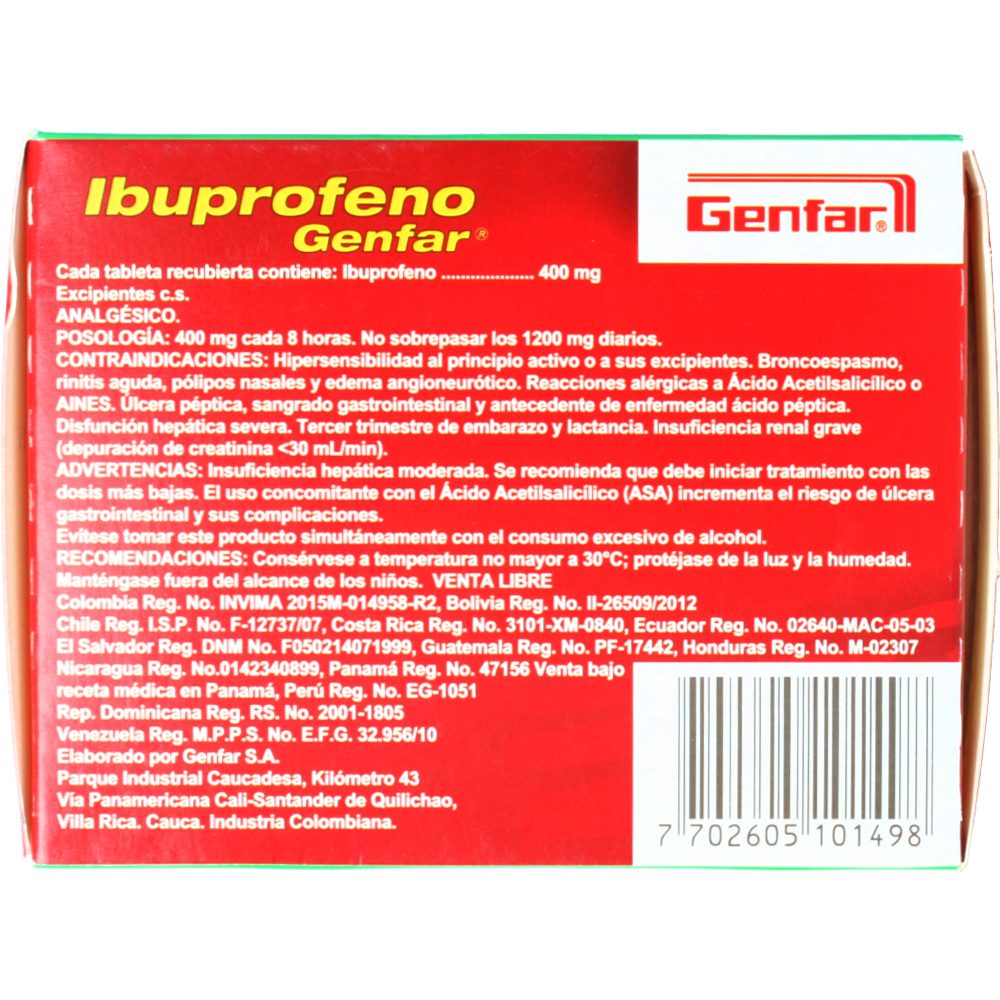 Ibuprofeno
Genfar®
Genfar®
Cada tableta recubierta contiene: Ibuprofeno ................... 400 mg
Excipientes c.s.
ANALGÉSICO.
POSOLOGÍA: 400 mg cada 8 horas. No sobrepasar los 1200 mg diarios.
CONTRAINDICACIONES: Hipersensibilidad al principio activo o a sus excipientes. Broncoespasmo,
rinitis aguda, pólipos nasales y edema angioneurótico. Reacciones alérgicas a Ácido Acetilsalicílico o
AINES. Úlcera péptica, sangrado gastrointestinal y antecedente de enfermedad ácido péptica.
Disfunción hepática severa. Tercer trimestre de embarazo y lactancia. Insuficiencia renal grave
(depuración de creatinina <30 mL/min).
ADVERTENCIAS: Insuficiencia hepática moderada. Se recomienda que debe iniciar tratamiento con las
dosis más bajas. El uso concomitante con el Ácido Acetilsalicílico (ASA) incrementa el riesgo de úlcera
gastrointestinal y sus complicaciones.
Evítese tomar este producto simultáneamente con el consumo excesivo de alcohol.
RECOMENDACIONES: Consérvese a temperatura no mayor a 30°C; protéjase de la luz y la humedad.
Manténgase fuera del alcance de los niños. VENTA LIBRE
Colombia Reg. No. INVIMA 2015M-014958-R2, Bolivia Reg. No. II-26509/2012
Chile Reg. I.S.P. No. F-12737/07, Costa Rica Reg. No. 3101-XM-0840, Ecuador Reg. No. 02640-MAC-05-03
El Salvador Reg. DNM No. F050214071999, Guatemala Reg. No. PF-17442, Honduras Reg. No. M-02307
Nicaragua Reg. No.0142340899, Panamá Reg. No. 47156 Venta bajo
receta médica en Panamá, Perú Reg. No. EG-1051
Rep. Dominicana Reg. RS. No. 2001-1805
Venezuela Reg. M.P.P.S. No. E.F.G. 32.956/10
Elaborado por Genfar S.A.
Parque Industrial Caucadesa, Kilómetro 43
Vía Panamericana Cali-Santander de Quilichao,
Villa Rica. Cauca. Industria Colombiana.
7 702605 101498